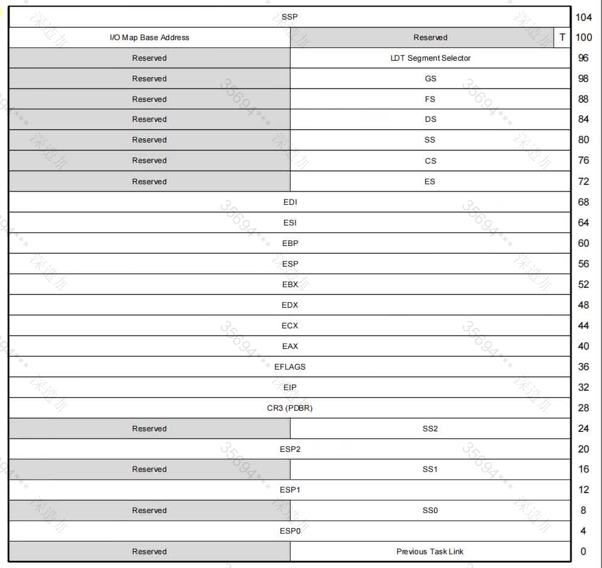 SSP 104
I/O Map Base Address Reserved T 100
Reserved LDT Segment Selector 96
Reserved GS 98
Reserved FS 88
Reserved DS 84
Reserved SS 80
Reserved CS 76
Reserved ES 72
EDI 68
ESI 64
EBP 60
ESP 56
EBX 52
EDX 48
ECX 44
EAX 40
EFLAGS 36
EIP 32
CR3 (PDBR) 28
Reserved SS2 24
ESP2 20
Reserved SS1 16
ESP1 12
Reserved SS0 8
ESP0 4
Reserved Previous Task Link 0